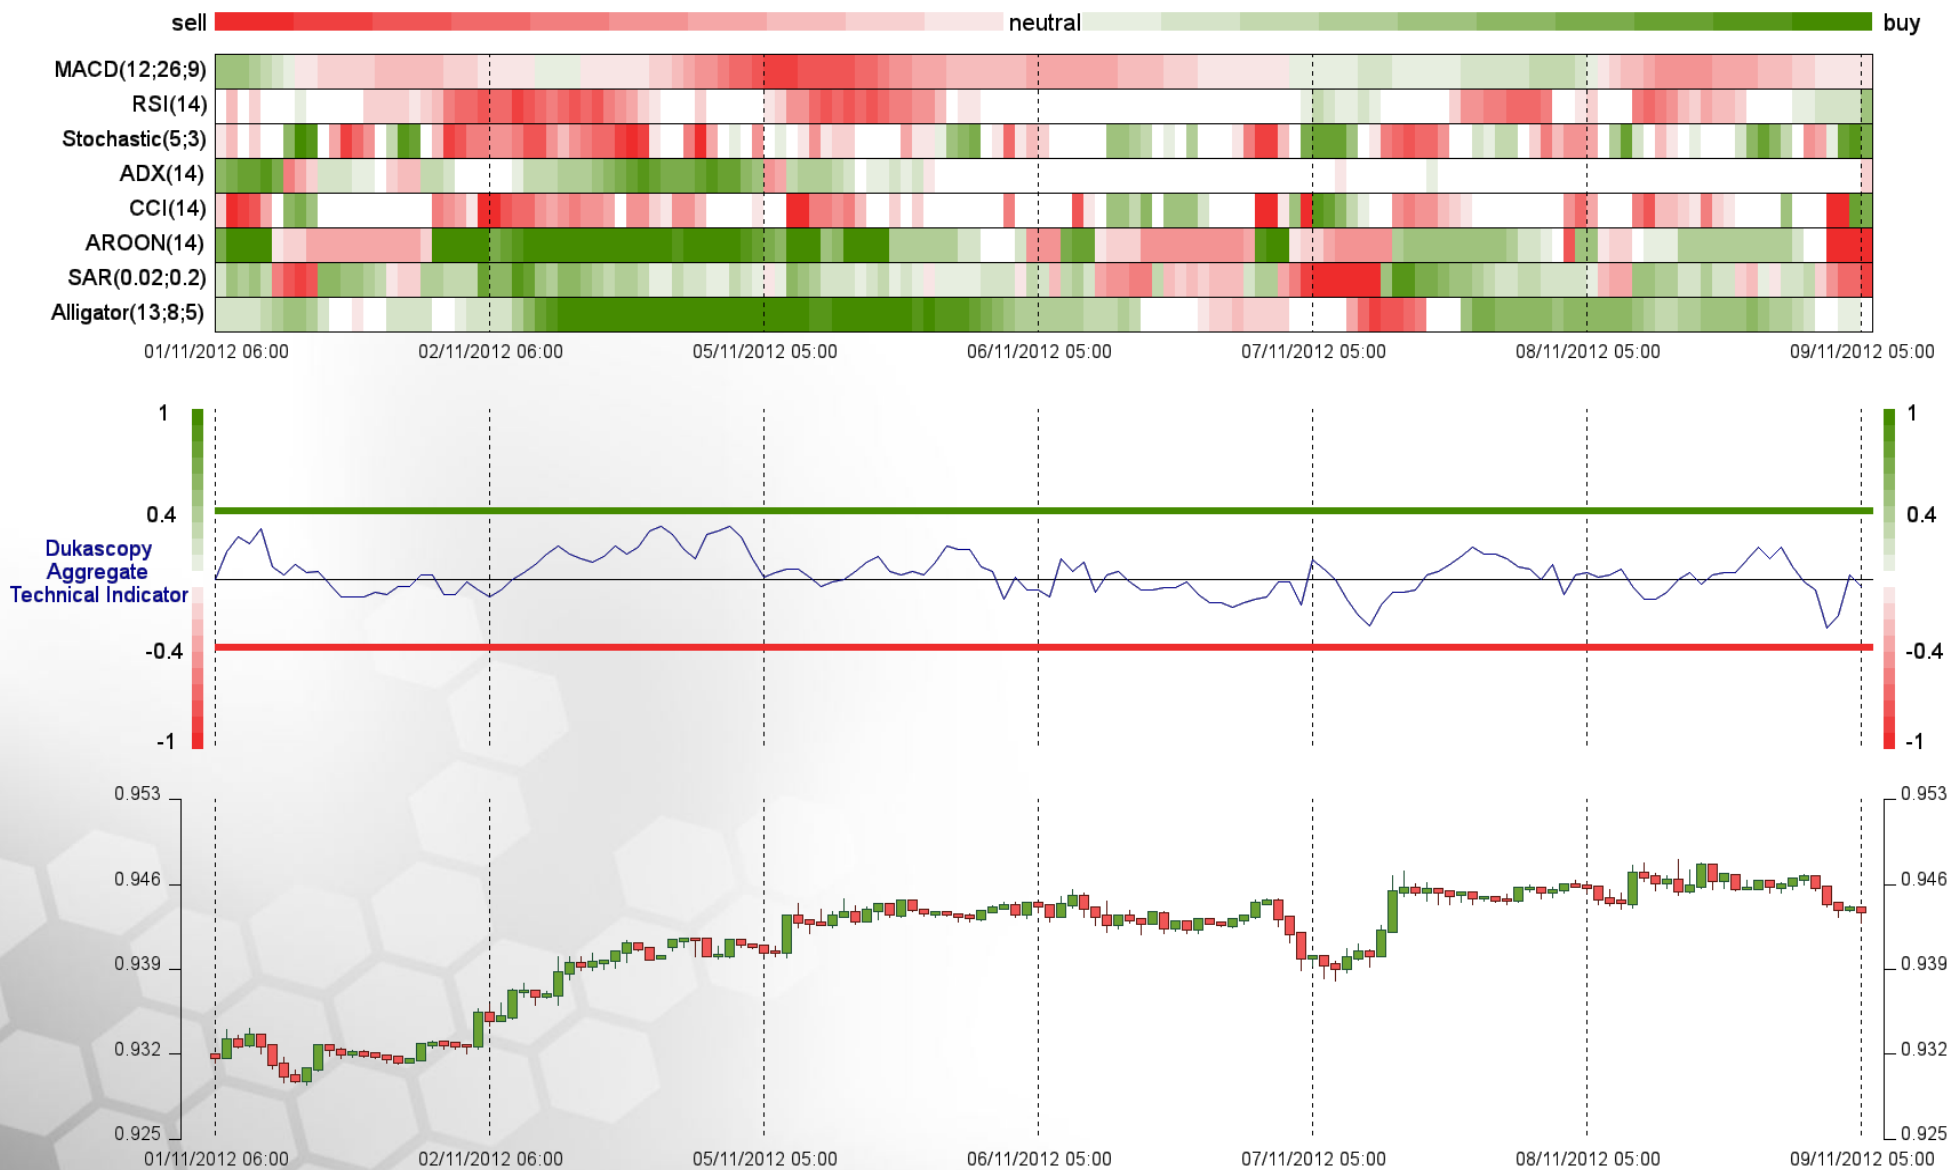 sell neutral buy
MACD(12;26;9)
RSI(14)
Stochastic(5;3)
ADX(14)
CCI(14)
AROON(14)
SAR(0.02;0.2)
Alligator(13;8;5)
01/11/2012 06:00 02/11/2012 06:00 05/11/2012 05:00 06/11/2012 05:00 07/11/2012 05:00 08/11/2012 05:00 09/11/2012 05:00
1 1
0.4 0.4
Dukascopy
Aggregate
Technical Indicator
-0.4 -0.4
-1 -1
0.953 0.953
0.946 0.946
0.939 0.939
0.932 0.932
0.925 0.925
01/11/2012 06:00 02/11/2012 06:00 05/11/2012 05:00 06/11/2012 05:00 07/11/2012 05:00 08/11/2012 05:00 09/11/2012 05:00